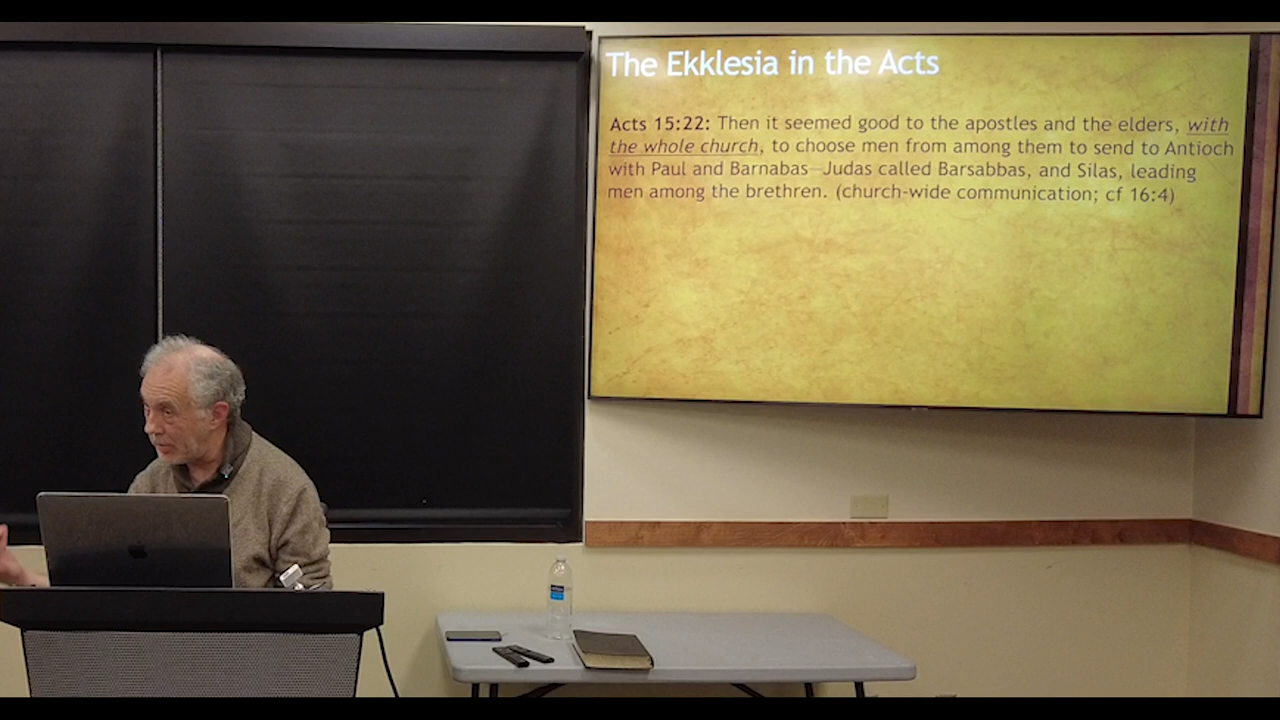 The Ekklesia in the Acts
Acts 15:22: Then it seemed good to the apostles and the elders, with
the whole church, to choose men from among them to send to Antioch
with Paul and Barnabas—Judas called Barsabbas, and Silas, leading
men among the brethren. (church-wide communication; cf 16:4)